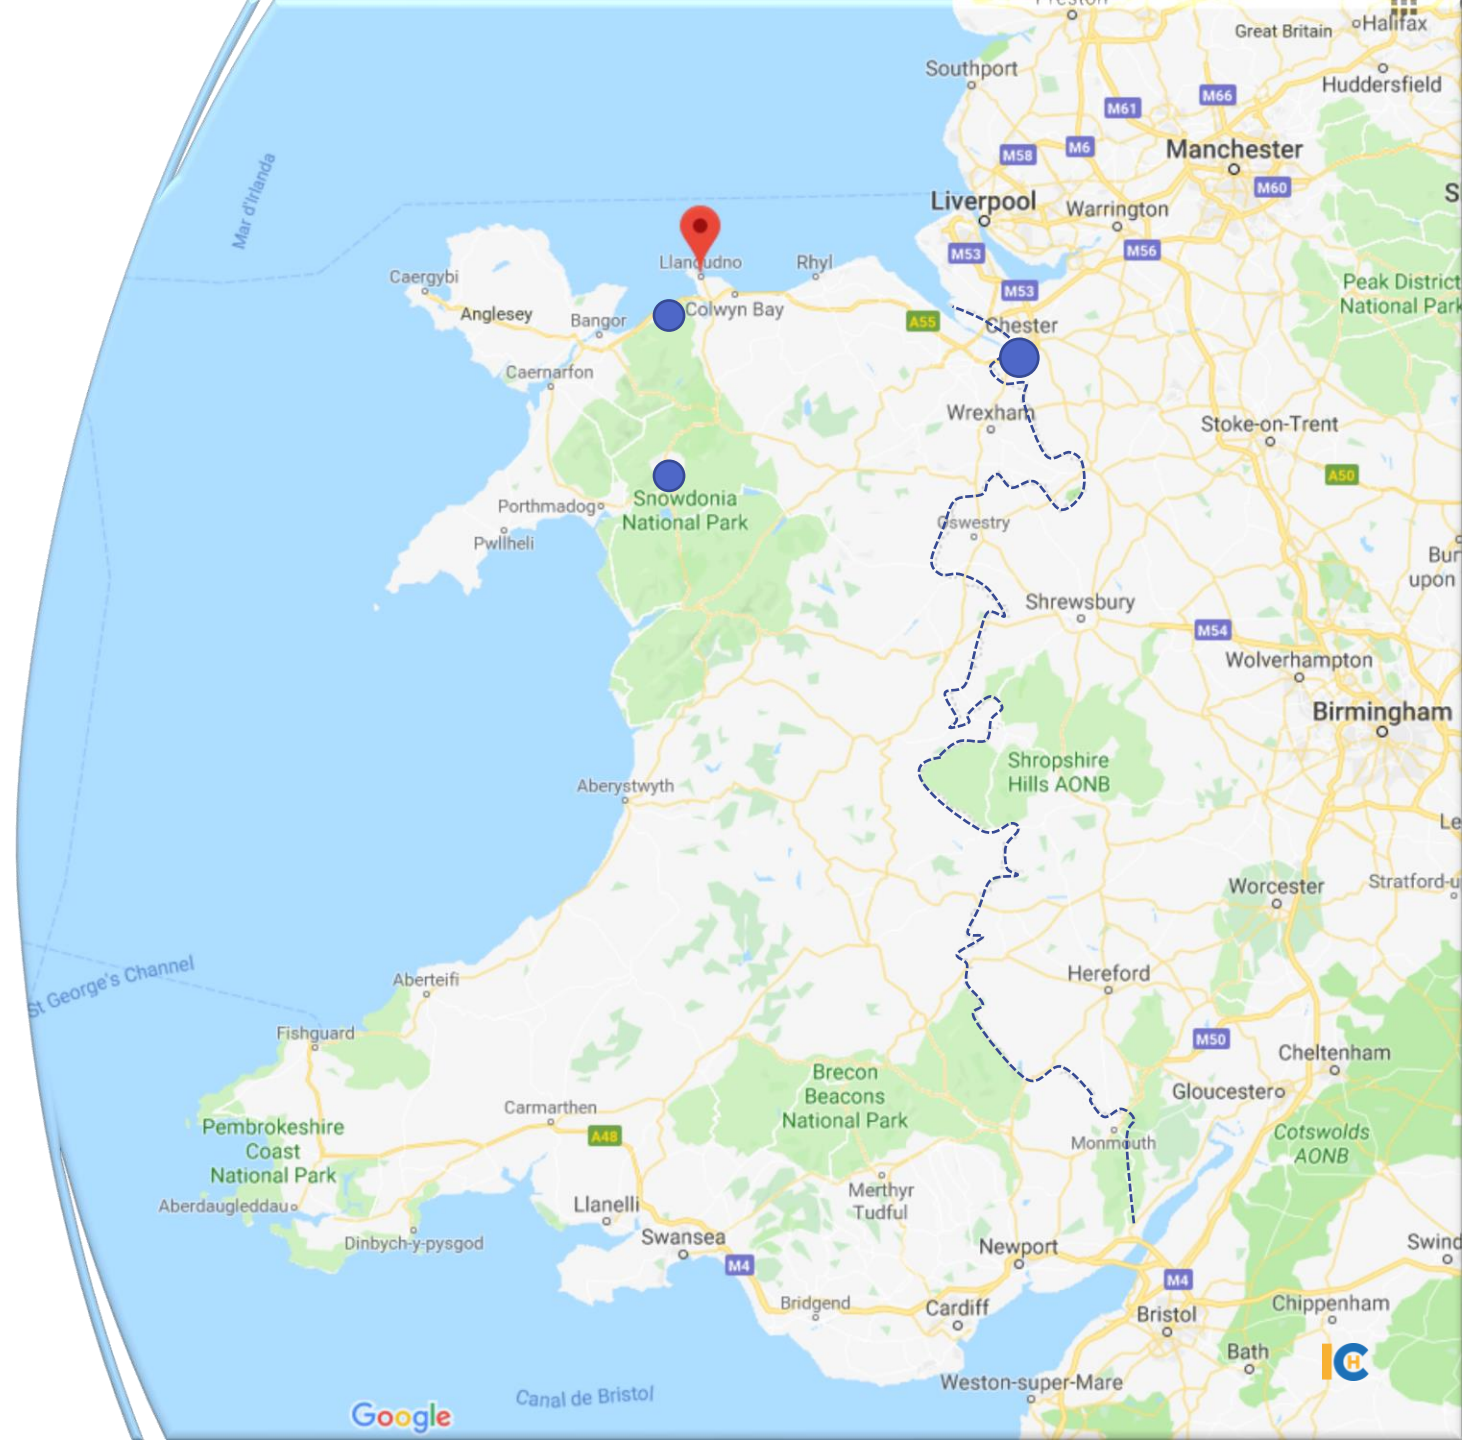 Preston
Great Britain
Halifax
Southport
Huddersfield
M61
M66
M58
M6
Manchester
M60
Mar d'Irlanda
Liverpool
Warrington
M53
M56
Llandudno
Rhyl
Caergybi
M53
Peak District
National Park
Anglesey
Bangor
Colwyn Bay
A55
Chester
Caernarfon
Wrexham
Stoke-on-Trent
A50
Snowdonia
National Park
Porthmadog
Pwllheli
Oswestry
Bur
upon
Shrewsbury
M54
Wolverhampton
Birmingham
Shropshire
Hills AONB
Aberystwyth
Le
Worcester
Stratford-u
St George's Channel
Aberteifi
Hereford
Fishguard
M50
Cheltenham
Brecon
Beacons
National Park
Gloucester
Carmarthen
A48
Pembrokeshire
Coast
National Park
Monmouth
Cotswolds
AONB
Merthyr
Tudful
Aberdaugleddau
Llanelli
Dinbych-y-pysgod
Swansea
M4
Newport
Swind
M4
Bridgend
Cardiff
Bristol
Chippenham
Bath
Weston-super-Mare
Canal de Bristol
Google
ICH